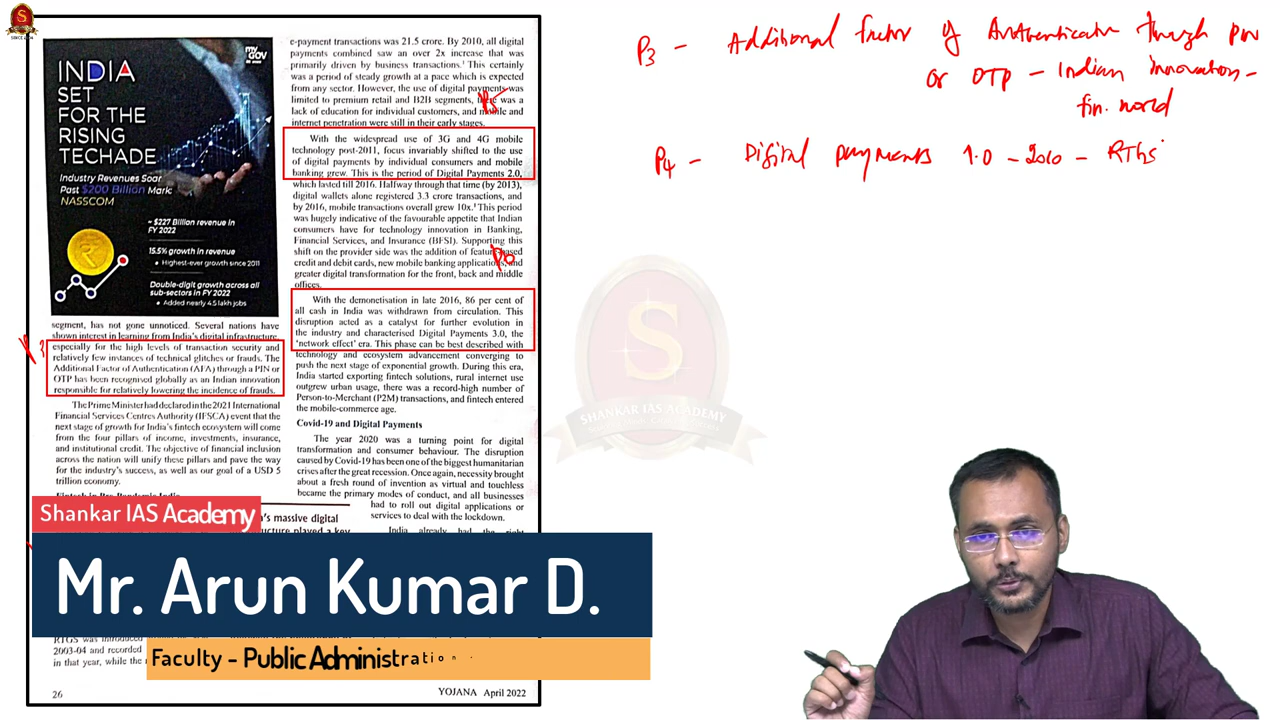 SINCE 2004
my
GOV
INDIA
SET
FOR THE
RISING
TECHADE
Industry Revenues Soar
Past $200 Billion Mark
NASSCOM
~ $227 Billion revenue in
FY 2022
15.5% growth in revenue
• Highest-ever growth since 2011
Double-digit growth across all
sub-sectors in FY 2022
• Added nearly 4.5 lakh jobs
segment, has not gone unnoticed. Several nations have
shown interest in learning from India's digital infrastructure,
especially for the high levels of transaction security and
relatively few instances of technical glitches or frauds. The
Additional Factor of Authentication (AFA) through a PIN or
OTP has been recognised globally as an Indian innovation
responsible for relatively lowering the incidence of frauds.
The Prime Minister had declared in the 2021 International
Financial Services Centres Authority (IFSCA) event that the
next stage of growth for India's fintech ecosystem will come
from the four pillars of income, investments, insurance,
and institutional credit. The objective of financial inclusion
across the nation will unify these pillars and pave the way
for the industry's success, as well as our goal of a USD 5
trillion economy.
Fintech in Pre-Pandemic India
RTGS was introduced
2003-04 and recorded
in that year, while the
26
e-payment transactions was 21.5 crore. By 2010, all digital
payments combined saw an over 2x increase that was
primarily driven by business transactions.¹ This certainly
was a period of steady growth at a pace which is expected
from any sector. However, the use of digital payments was
limited to premium retail and B2B segments, there was a
lack of education for individual customers, and mobile and
internet penetration were still in their early stages.
With the widespread use of 3G and 4G mobile
technology post-2011, focus invariably shifted to the use
of digital payments by individual consumers and mobile
banking grew. This is the period of Digital Payments 2.0,
which lasted till 2016. Halfway through that time (by 2013),
digital wallets alone registered 3.3 crore transactions, and
by 2016, mobile transactions overall grew 10x.¹ This period
was hugely indicative of the favourable appetite that Indian
consumers have for technology innovation in Banking,
Financial Services, and Insurance (BFSI). Supporting this
shift on the provider side was the addition of feature-based
credit and debit cards, new mobile banking applications, and
greater digital transformation for the front, back and middle
offices.
With the demonetisation in late 2016, 86 per cent of
all cash in India was withdrawn from circulation. This
disruption acted as a catalyst for further evolution in
the industry and characterised Digital Payments 3.0, the
'network effect' era. This phase can be best described with
technology and ecosystem advancement converging to
push the next stage of exponential growth. During this era,
India started exporting fintech solutions, rural internet use
outgrew urban usage, there was a record-high number of
Person-to-Merchant (P2M) transactions, and fintech entered
the mobile-commerce age.
Covid-19 and Digital Payments
The year 2020 was a turning point for digital
transformation and consumer behaviour. The disruption
caused by Covid-19 has been one of the biggest humanitarian
crises after the great recession. Once again, necessity brought
about a fresh round of invention as virtual and touchless
became the primary modes of conduct, and all businesses
had to roll out digital applications or
services to deal with the lockdown.
India already had the right
's massive digital
structure played a key
YOJANA April 2022
P3 - Additional factor of Authentication through PIN
or OTP - Indian innovation -
fin. world
P4 - Digital payments 1.0 - 2010 - RTGS
S
SHANKAR IAS ACADEMY
Shankar IAS Academy
Mr. Arun Kumar D.
Faculty - Public Administration